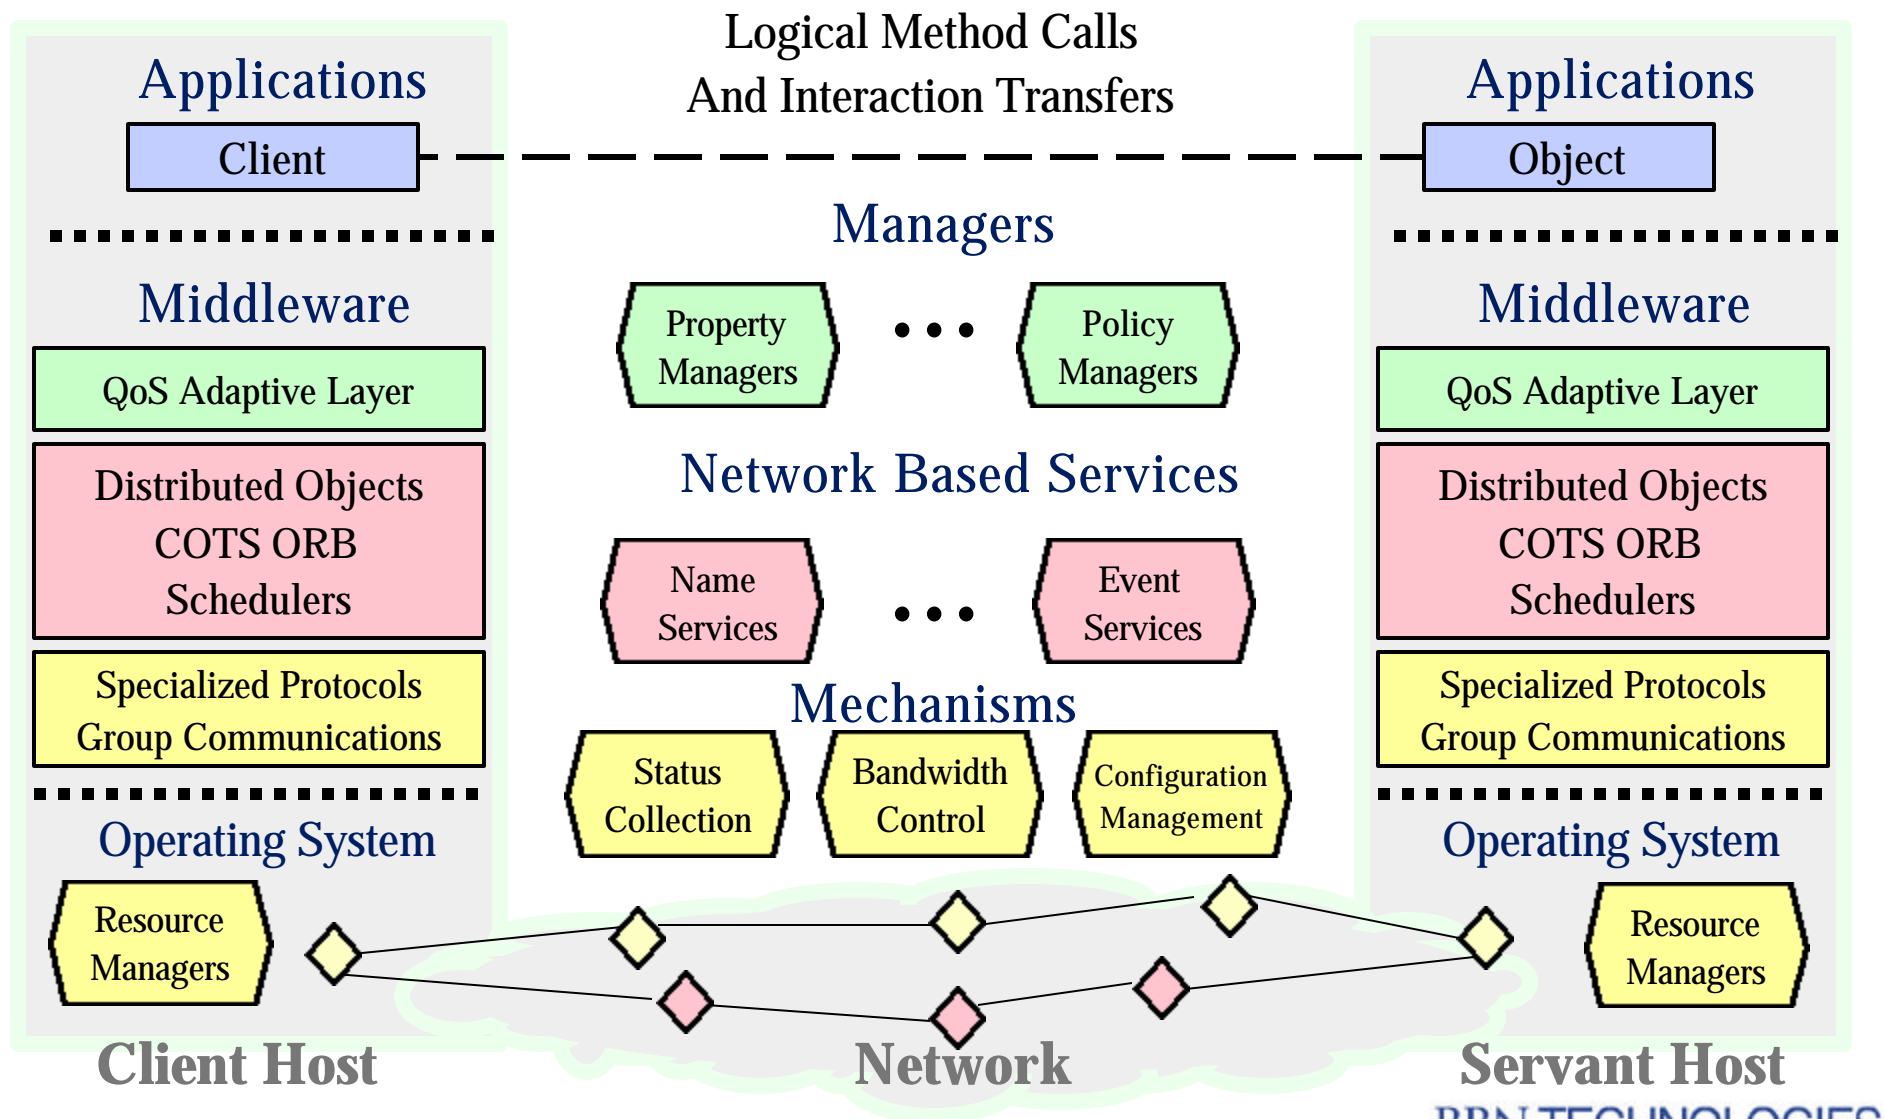 Logical Method Calls
And Interaction Transfers
Applications
Client
Middleware
QoS Adaptive Layer
Distributed Objects
COTS ORB
Schedulers
Specialized Protocols
Group Communications
Operating System
Resource
Managers
Client Host
Managers
Property
Managers
Policy
Managers
Network Based Services
Name
Services
Event
Services
Mechanisms
Status
Collection
Bandwidth
Control
Configuration
Management
Network
Applications
Object
Middleware
QoS Adaptive Layer
Distributed Objects
COTS ORB
Schedulers
Specialized Protocols
Group Communications
Operating System
Resource
Managers
Servant Host
BBN TECHNOLOGIES